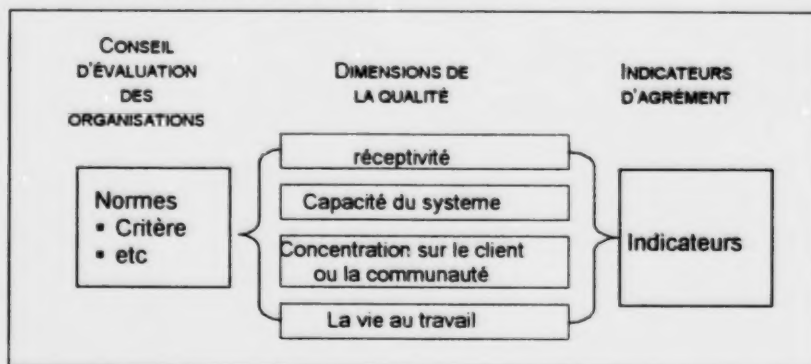 CONSEIL
D'ÉVALUATION
DES
ORGANISATIONS
DIMENSIONS DE
LA QUALITÉ
INDICATEURS
D'AGRÉMENT
Normes
▪ Critère
▪ etc
réceptivité
Capacité du systeme
Concentration sur le client
ou la communauté
La vie au travail
Indicateurs